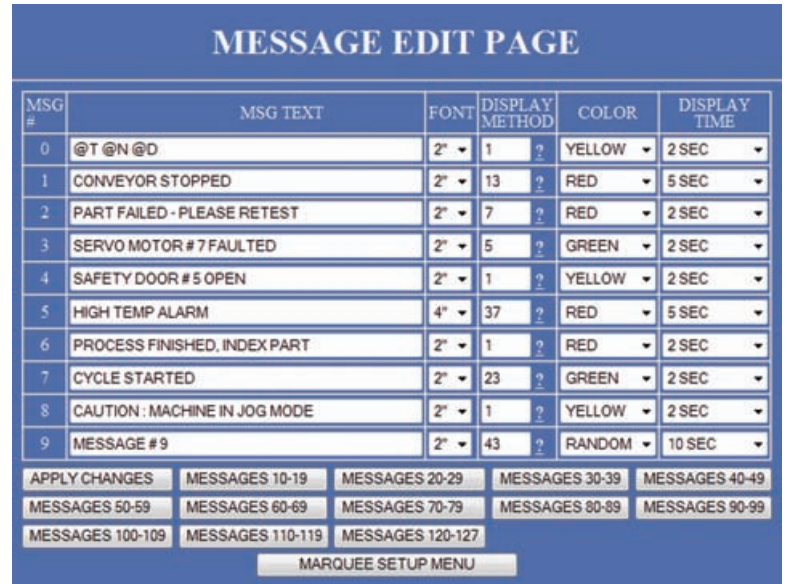 MESSAGE EDIT PAGE
MSG # MSG TEXT FONT DISPLAY METHOD COLOR DISPLAY TIME
0 @T @N @D 2" 1 ? YELLOW 2 SEC
1 CONVEYOR STOPPED 2" 13 ? RED 5 SEC
2 PART FAILED - PLEASE RETEST 2" 7 ? RED 2 SEC
3 SERVO MOTOR # 7 FAULTED 2" 5 ? GREEN 2 SEC
4 SAFETY DOOR # 5 OPEN 2" 1 ? YELLOW 2 SEC
5 HIGH TEMP ALARM 4" 37 ? RED 5 SEC
6 PROCESS FINISHED, INDEX PART 2" 1 ? RED 2 SEC
7 CYCLE STARTED 2" 23 ? GREEN 2 SEC
8 CAUTION : MACHINE IN JOG MODE 2" 1 ? YELLOW 2 SEC
9 MESSAGE # 9 2" 43 ? RANDOM 10 SEC
APPLY CHANGES MESSAGES 10-19 MESSAGES 20-29 MESSAGES 30-39 MESSAGES 40-49
MESSAGES 50-59 MESSAGES 60-69 MESSAGES 70-79 MESSAGES 80-89 MESSAGES 90-99
MESSAGES 100-109 MESSAGES 110-119 MESSAGES 120-127
MARQUEE SETUP MENU